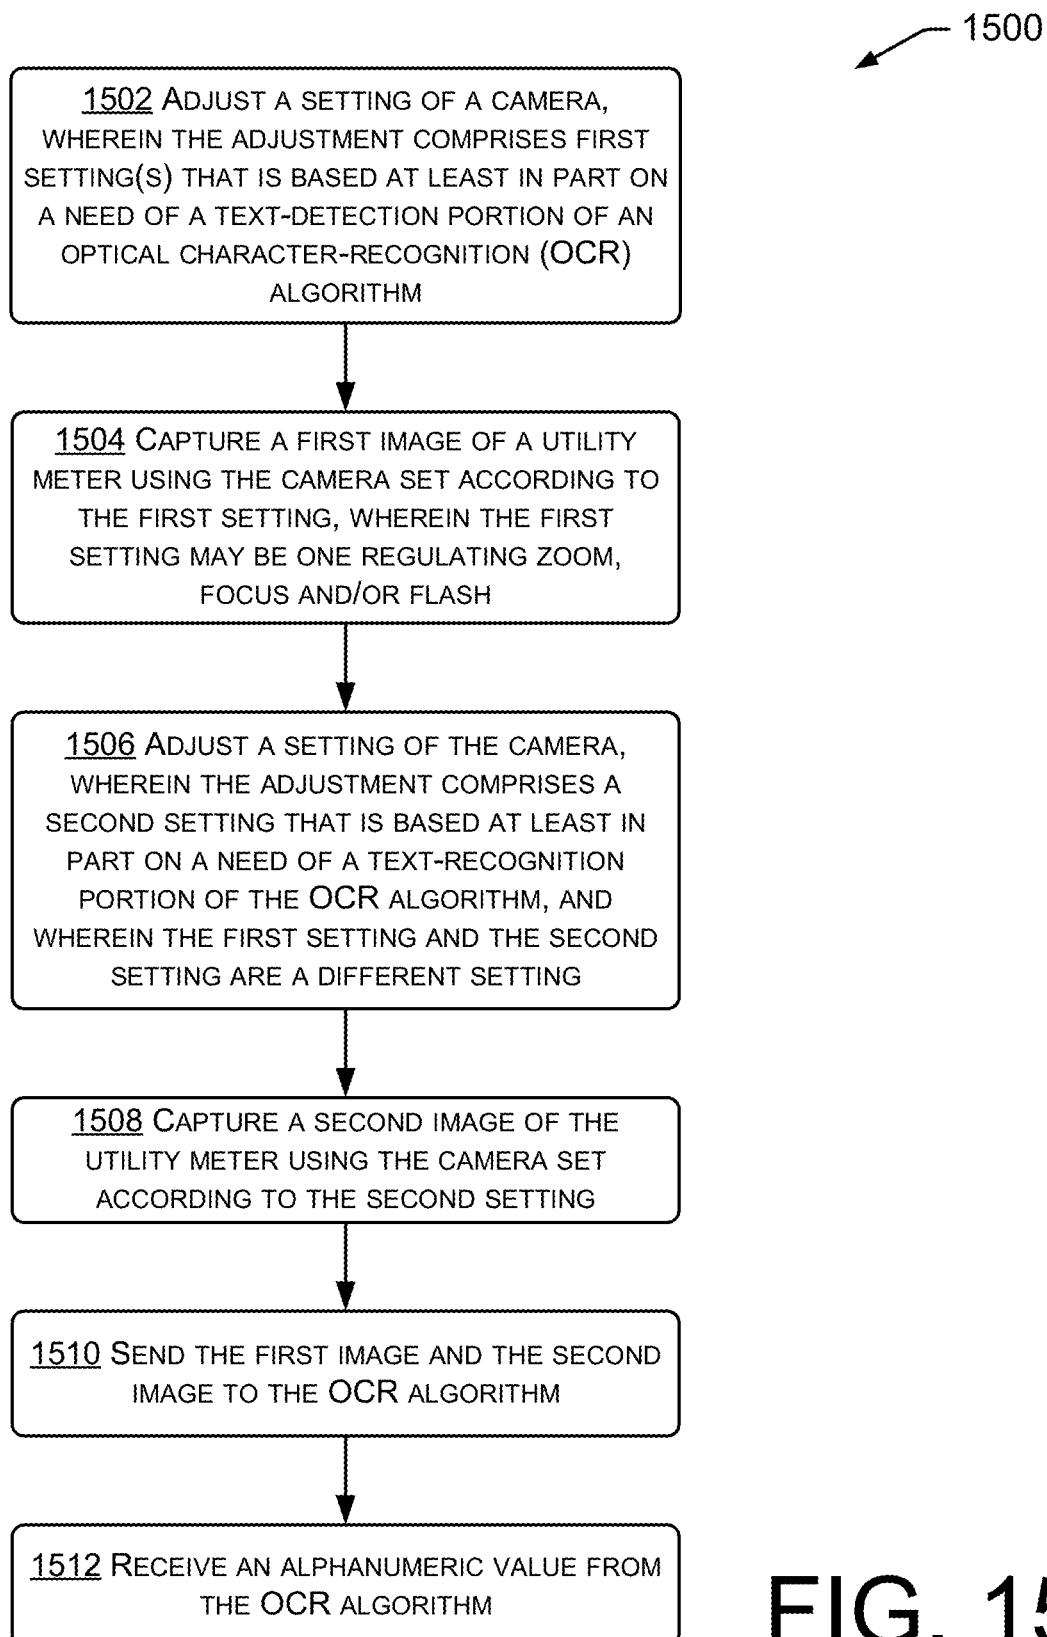 1500
1502 ADJUST A SETTING OF A CAMERA,
WHEREIN THE ADJUSTMENT COMPRISES FIRST
SETTING(S) THAT IS BASED AT LEAST IN PART ON
A NEED OF A TEXT-DETECTION PORTION OF AN
OPTICAL CHARACTER-RECOGNITION (OCR)
ALGORITHM
1504 CAPTURE A FIRST IMAGE OF A UTILITY
METER USING THE CAMERA SET ACCORDING TO
THE FIRST SETTING, WHEREIN THE FIRST
SETTING MAY BE ONE REGULATING ZOOM,
FOCUS AND/OR FLASH
1506 ADJUST A SETTING OF THE CAMERA,
WHEREIN THE ADJUSTMENT COMPRISES A
SECOND SETTING THAT IS BASED AT LEAST IN
PART ON A NEED OF A TEXT-RECOGNITION
PORTION OF THE OCR ALGORITHM, AND
WHEREIN THE FIRST SETTING AND THE SECOND
SETTING ARE A DIFFERENT SETTING
1508 CAPTURE A SECOND IMAGE OF THE
UTILITY METER USING THE CAMERA SET
ACCORDING TO THE SECOND SETTING
1510 SEND THE FIRST IMAGE AND THE SECOND
IMAGE TO THE OCR ALGORITHM
1512 RECEIVE AN ALPHANUMERIC VALUE FROM
THE OCR ALGORITHM
FIG. 15